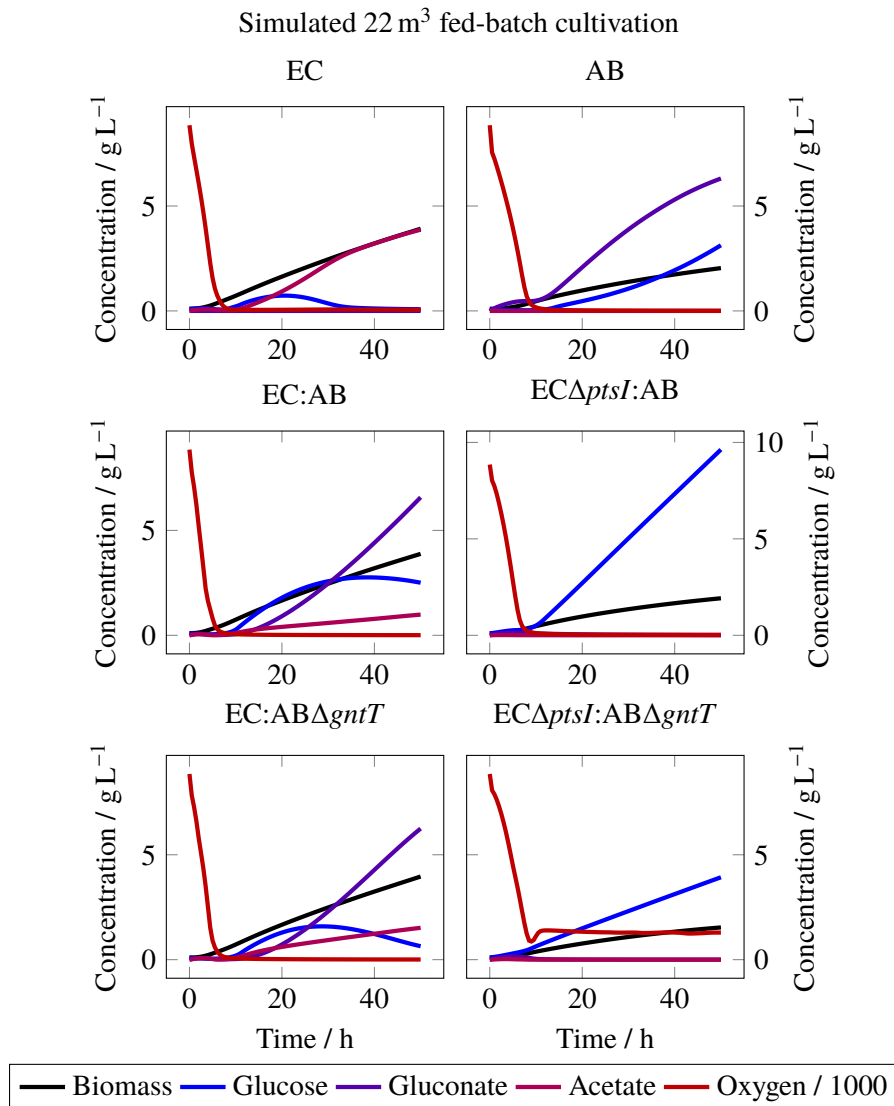 Simulated 22 m³ fed-batch cultivation
EC
AB
Concentration / g L⁻¹
5
0
0 20 40
0 20 40
5
0
Concentration / g L⁻¹
EC:AB
ECΔptsI:AB
Concentration / g L⁻¹
5
0
0 20 40
0 20 40
10
5
0
Concentration / g L⁻¹
EC:ABΔgntT
ECΔptsI:ABΔgntT
Concentration / g L⁻¹
5
0
0 20 40
0 20 40
5
0
Concentration / g L⁻¹
Time / h
Time / h
Biomass Glucose Gluconate Acetate Oxygen / 1000